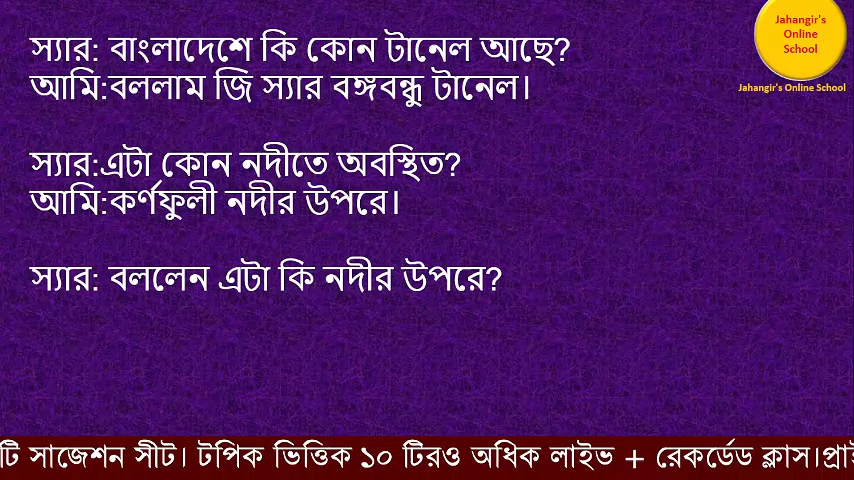 স্যার: বাংলাদেশে কি কোন টানেল আছে?
আমি:বললাম জি স্যার বঙ্গবন্ধু টানেল।
স্যার:এটা কোন নদীতে অবস্থিত?
আমি:কর্ণফুলী নদীর উপরে।
স্যার: বললেন এটা কি নদীর উপরে?
Jahangir's
Online
School
Jahangir's Online School
টি সাজেশন সীট। টপিক ভিত্তিক ১০ টিরও অধিক লাইভ + রেকর্ডেড ক্লাস।প্রাই